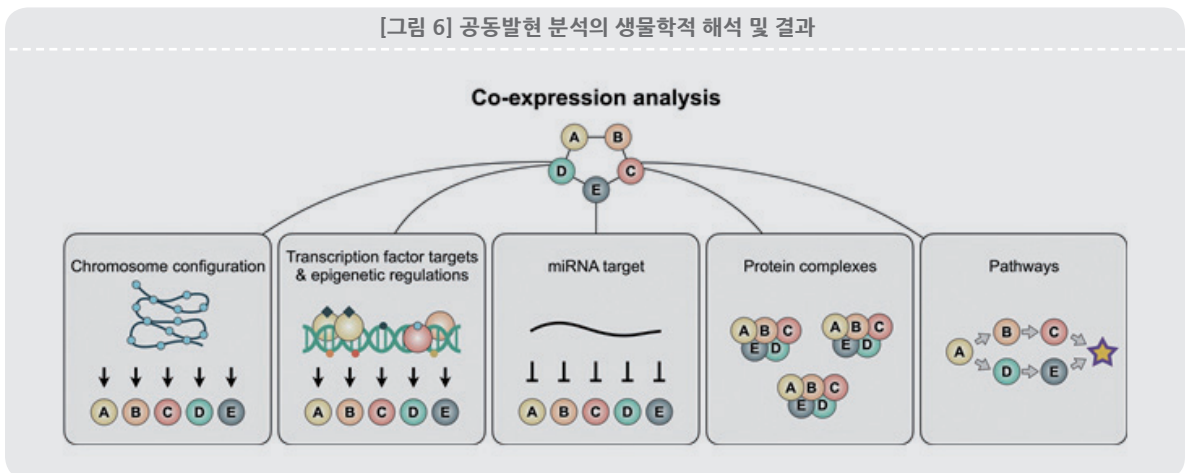 [그림 6] 공동발현 분석의 생물학적 해석 및 결과
Co-expression analysis
A B
D C
E
Chromosome configuration
A B C D E
Transcription factor targets
& epigenetic regulations
A B C D E
miRNA target
A B C D E
Protein complexes
A B C
E D
A B C
E D
A B C
E D
Pathways
B C
A
D E